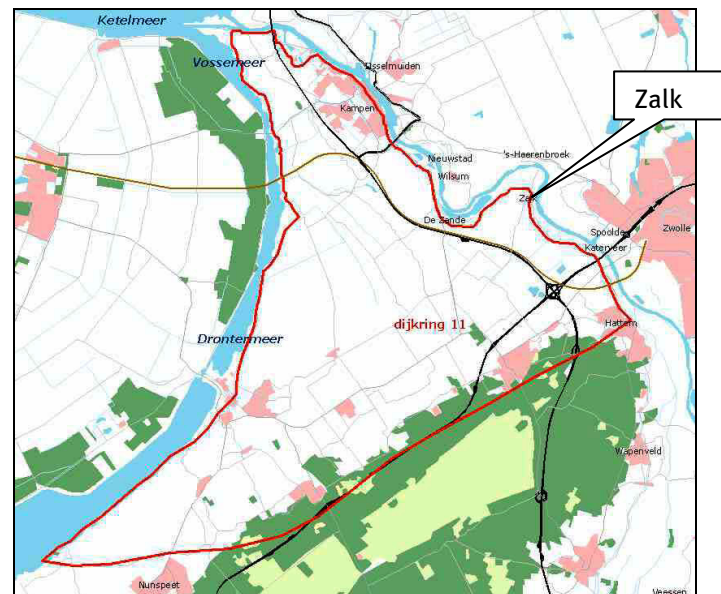 Ketelmeer
Vossemeer
IJsselmuiden
Kampen
Zalk
Nieuwstad
's-Heerenbroek
Wilsum
Zalk
De Zande
Spoolde
Zwolle
Katerveer
dijkring 11
Hattem
Drontermeer
Wapenveld
Nunspeet
Veessen